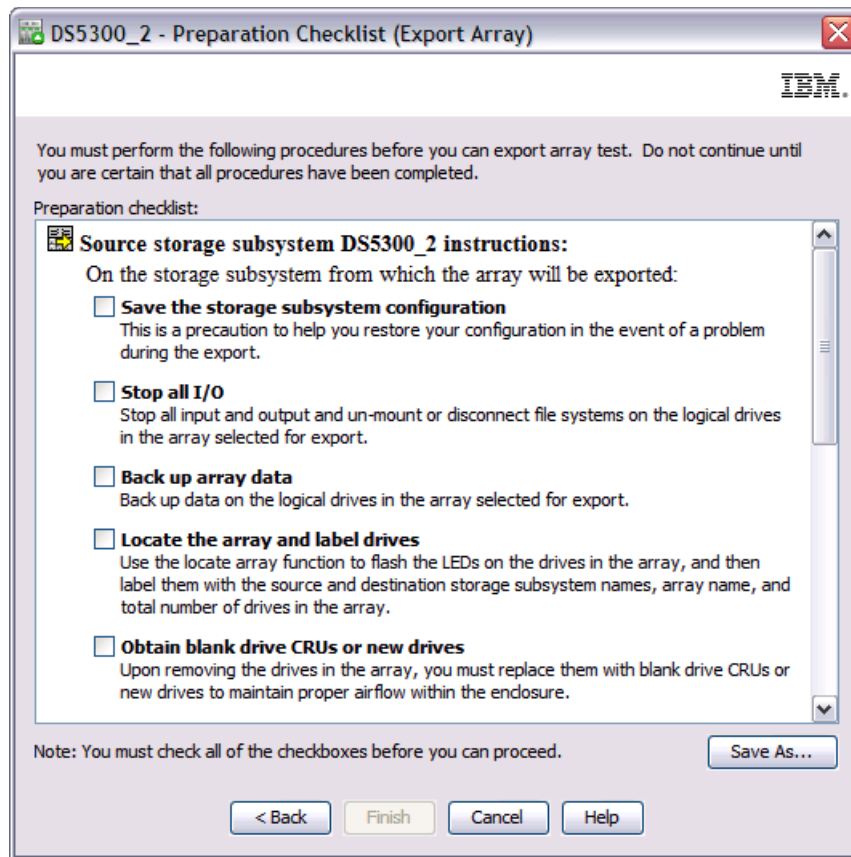 DS5300_2 - Preparation Checklist (Export Array)
IBM.
You must perform the following procedures before you can export array test. Do not continue until
you are certain that all procedures have been completed.
Preparation checklist:
Source storage subsystem DS5300_2 instructions:
On the storage subsystem from which the array will be exported:
Save the storage subsystem configuration
This is a precaution to help you restore your configuration in the event of a problem
during the export.
Stop all I/O
Stop all input and output and un-mount or disconnect file systems on the logical drives
in the array selected for export.
Back up array data
Back up data on the logical drives in the array selected for export.
Locate the array and label drives
Use the locate array function to flash the LEDs on the drives in the array, and then
label them with the source and destination storage subsystem names, array name, and
total number of drives in the array.
Obtain blank drive CRUs or new drives
Upon removing the drives in the array, you must replace them with blank drive CRUs or
new drives to maintain proper airflow within the enclosure.
Note: You must check all of the checkboxes before you can proceed.
Save As...
< Back
Finish
Cancel
Help